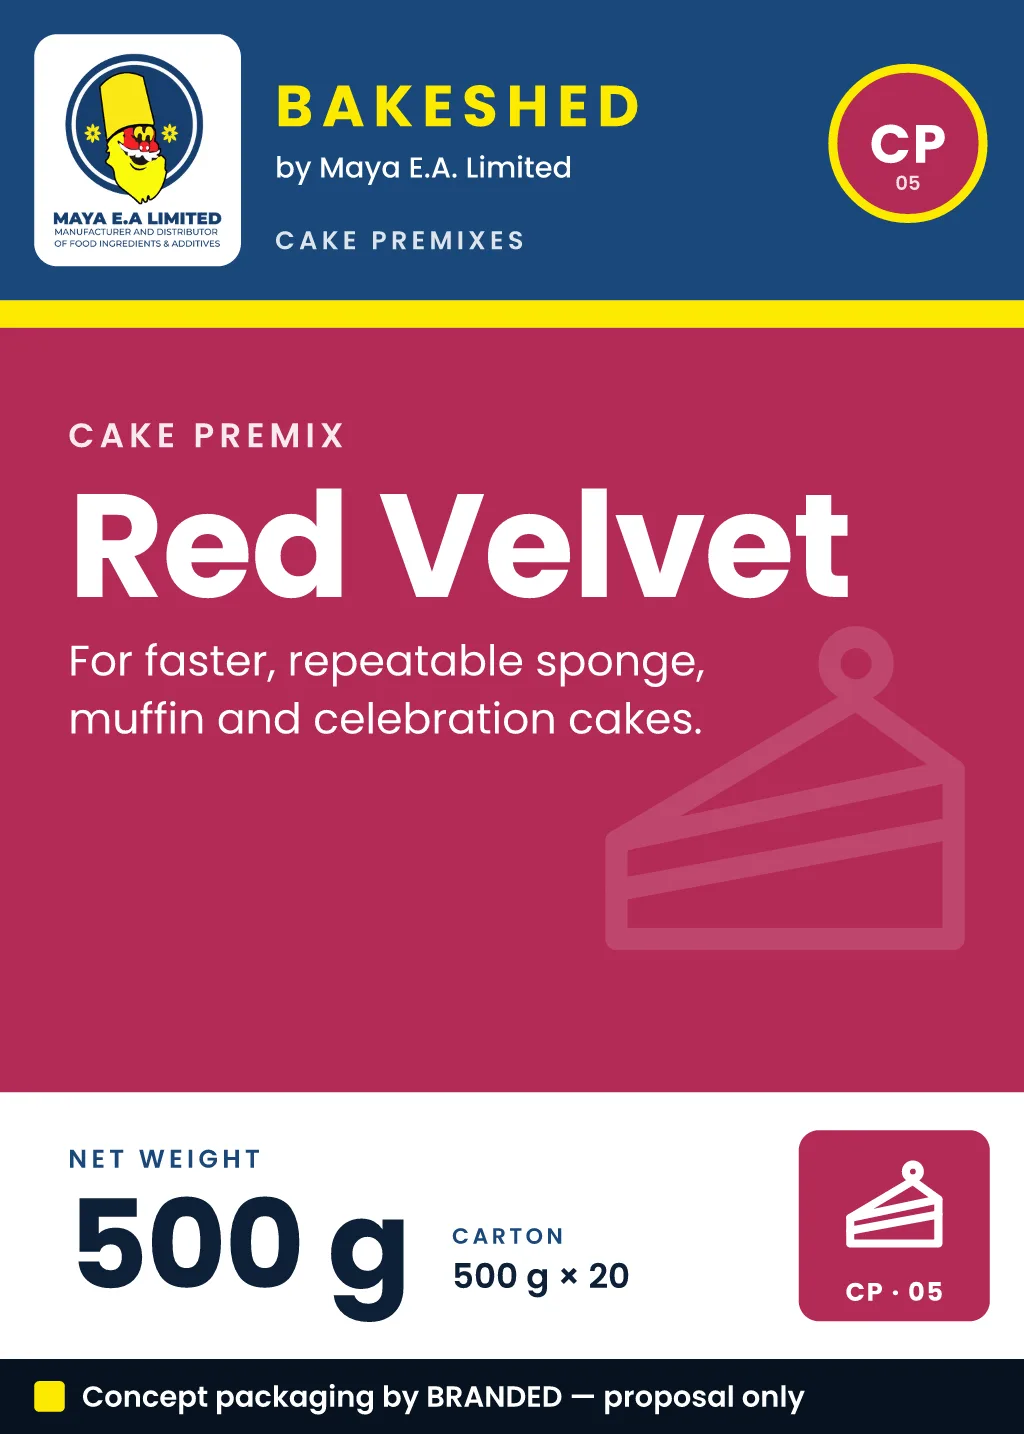 MAYA E.A LIMITED
MANUFACTURER AND DISTRIBUTOR
OF FOOD INGREDIENTS & ADDITIVES
BAKESHED
by Maya E.A. Limited
CAKE PREMIXES
CP
05
CAKE PREMIX
Red Velvet
For faster, repeatable sponge,
muffin and celebration cakes.
NET WEIGHT
500 g
CARTON
500 g × 20
CP · 05
Concept packaging by BRANDED — proposal only